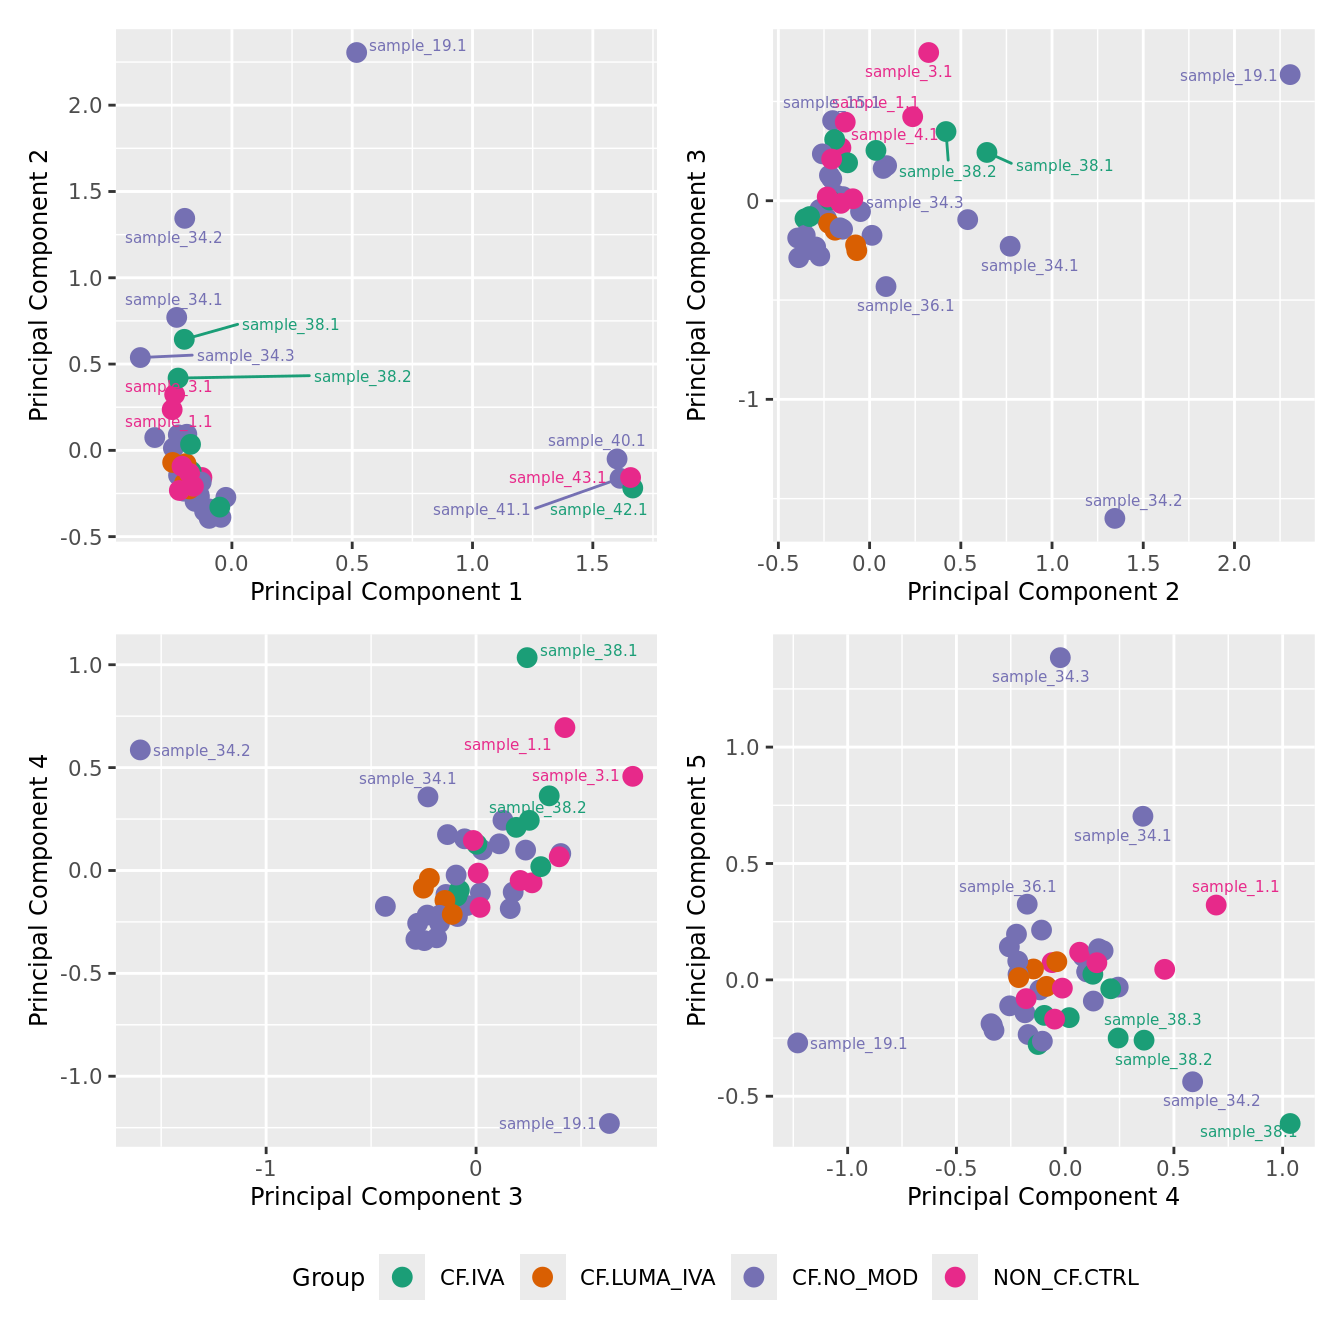 sample_19.1
sample_34.2
sample_34.1
sample_38.1
sample_34.3
sample_38.2
sample_3.1
sample_1.1
sample_40.1
sample_43.1
sample_41.1
sample_42.1
2.0
1.5
1.0
0.5
0.0
-0.5
0.0
0.5
1.0
1.5
Principal Component 1
Principal Component 2
sample_3.1
sample_19.1
sample_15.1
sample_1.1
sample_4.1
sample_38.2
sample_38.1
sample_34.3
sample_34.1
sample_36.1
sample_34.2
0
-1
-0.5
0.0
0.5
1.0
1.5
2.0
Principal Component 2
Principal Component 3
sample_38.1
sample_1.1
sample_34.2
sample_3.1
sample_34.1
sample_38.2
sample_19.1
1.0
0.5
0.0
-0.5
-1.0
-1
0
Principal Component 3
Principal Component 4
sample_34.3
sample_34.1
sample_36.1
sample_1.1
sample_38.3
sample_19.1
sample_38.2
sample_34.2
sample_38.1
1.0
0.5
0.0
-0.5
-1.0
-0.5
0.0
0.5
1.0
Principal Component 4
Principal Component 5
Group CF.IVA CF.LUMA_IVA CF.NO_MOD NON_CF.CTRL